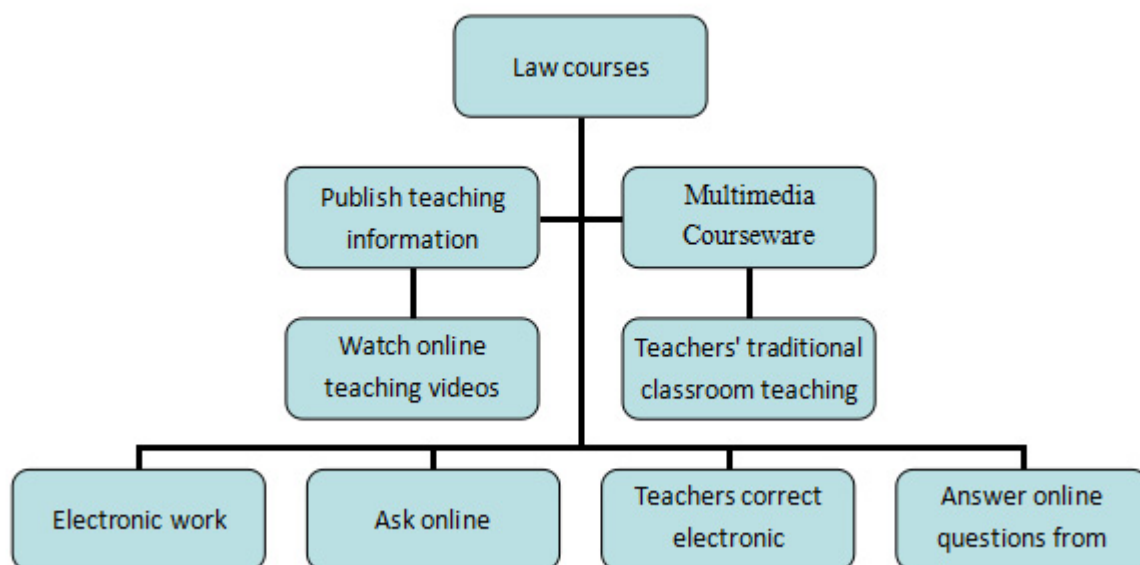 Law courses
Publish teaching
information
Multimedia
Courseware
Watch online
teaching videos
Teachers' traditional
classroom teaching
Electronic work
Ask online
Teachers correct
electronic
Answer online
questions from